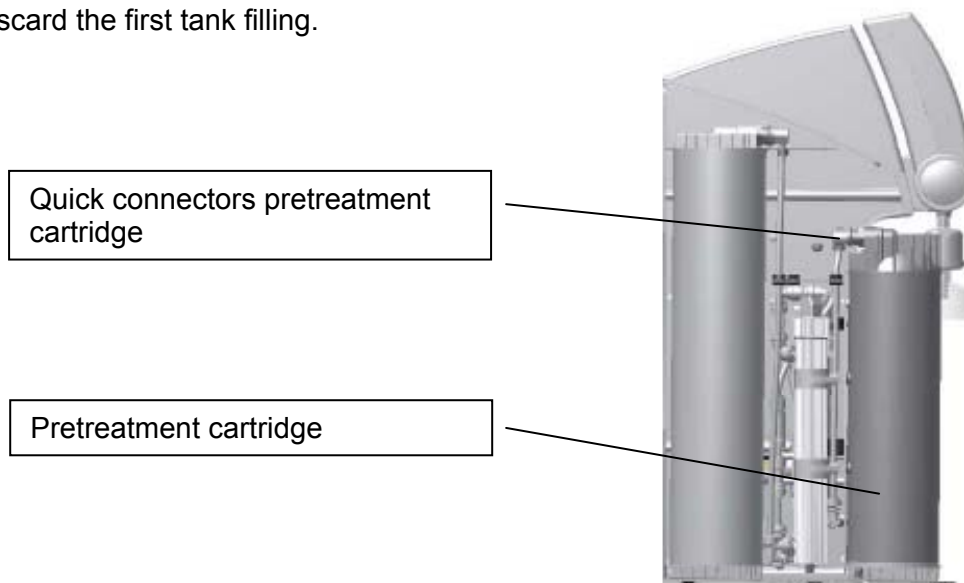 scard the first tank filling.
Quick connectors pretreatment
cartridge
Pretreatment cartridge